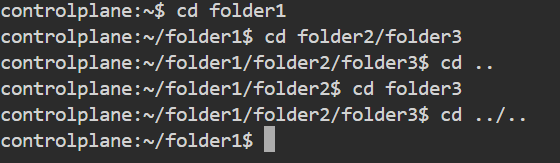 controlplane:~$ cd folder1
controlplane:~/folder1$ cd folder2/folder3
controlplane:~/folder1/folder2/folder3$ cd ..
controlplane:~/folder1/folder2$ cd folder3
controlplane:~/folder1/folder2/folder3$ cd ../..
controlplane:~/folder1$